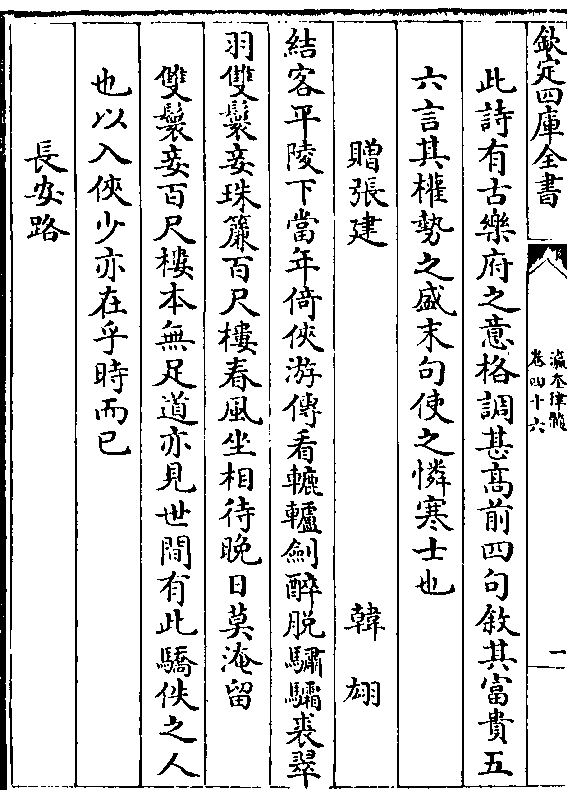 欽定四庫全書
瀛奎律髓
卷四十六
一
此詩有古樂府之意格調甚髙前四句敘其富貴五
六言其權勢之盛末句使之憐寒士也
贈張建
韓翃
結客平陵下當年倚俠游傳看轆轤劍醉脱驌驦裘翠
羽雙鬟妾珠簾百尺樓春風坐相待晚日莫淹留
雙鬟妾百尺樓本無足道亦見世間有此驕佚之人
也以入俠少亦在乎時而已
長安路